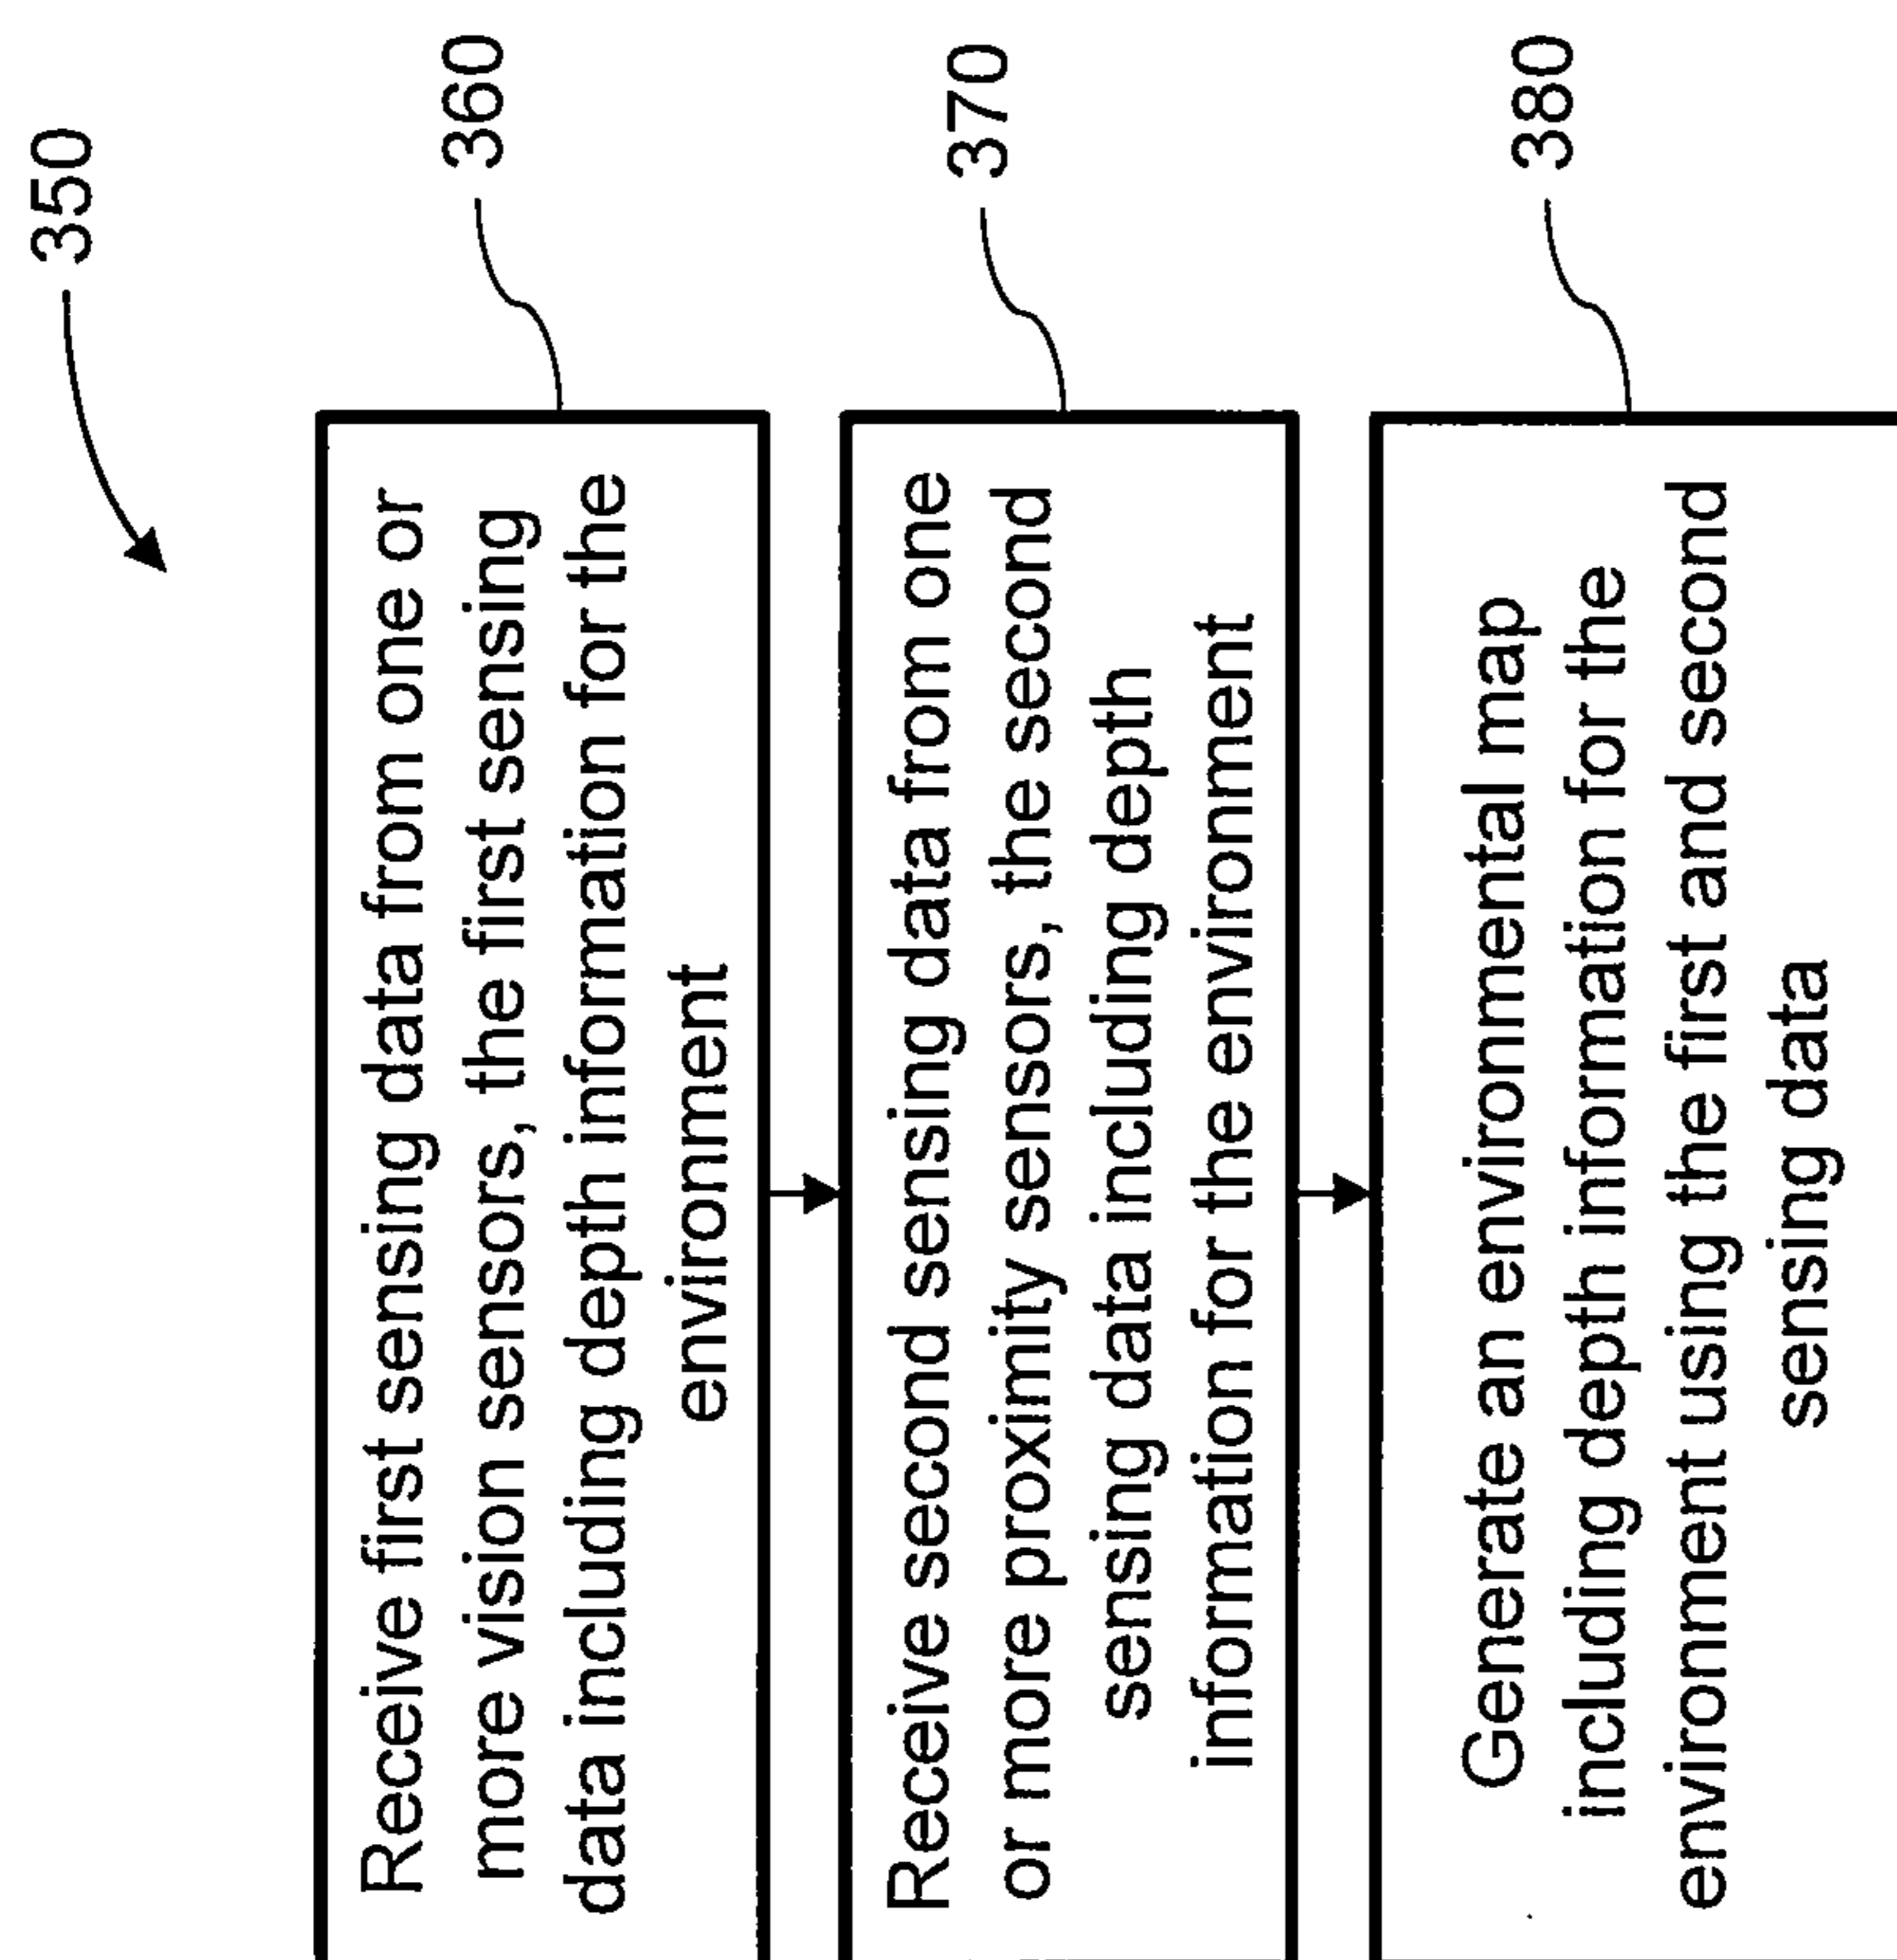 350
Receive first sensing data from one or
more vision sensors, the first sensing
data including depth information for the
environment
360
Receive second sensing data from one
or more proximity sensors, the second
sensing data including depth
information for the environment
370
Generate an environmental map
including depth information for the
environment using the first and second
sensing data
380